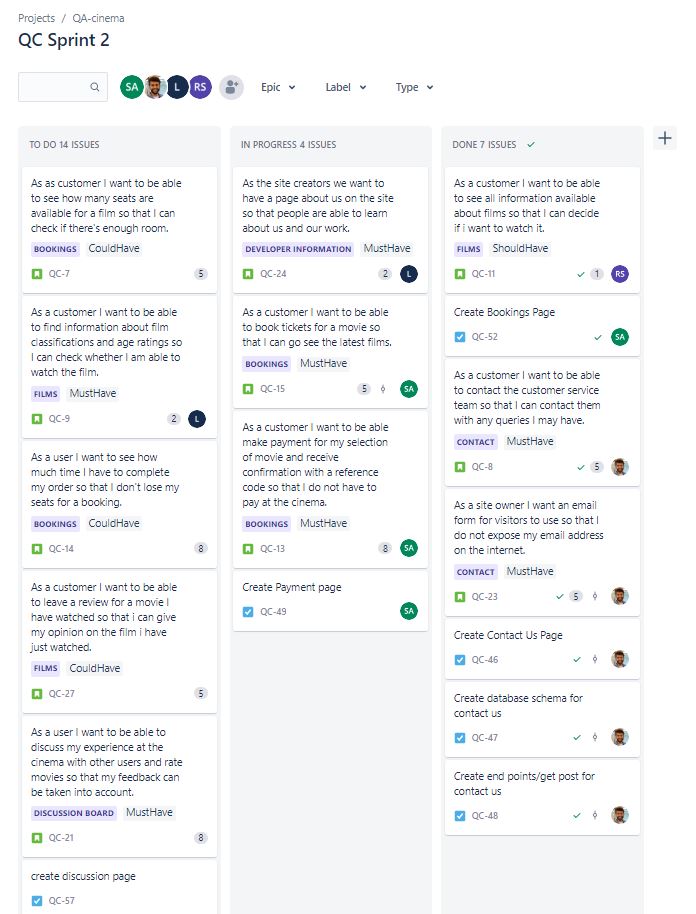 Projects / QA-cinema
QC Sprint 2
SA L RS Epic Label Type
TO DO 14 ISSUES
As as customer I want to be able
to see how many seats are
available for a film so that I can
check if there's enough room.
BOOKINGS CouldHave
QC-7 5
As a customer I want to be able
to find information about film
classifications and age ratings so
I can check whether I am able to
watch the film.
FILMS MustHave
QC-9 2 L
As a user I want to see how
much time I have to complete
my order so that I don't lose my
seats for a booking.
BOOKINGS CouldHave
QC-14 8
As a customer I want to be able
to leave a review for a movie I
have watched so that i can give
my opinion on the film i have
just watched.
FILMS CouldHave
QC-27 5
As a user I want to be able to
discuss my experience at the
cinema with other users and rate
movies so that my feedback can
be taken into account.
DISCUSSION BOARD MustHave
QC-21 8
create discussion page
QC-57
IN PROGRESS 4 ISSUES
As the site creators we want to
have a page about us on the site
so that people are able to learn
about us and our work.
DEVELOPER INFORMATION MustHave
QC-24 2 L
As a customer I want to be able
to book tickets for a movie so
that I can go see the latest films.
BOOKINGS MustHave
QC-15 5 SA
As a customer I want to be able
make payment for my selection
of movie and receive
confirmation with a reference
code so that I do not have to
pay at the cinema.
BOOKINGS MustHave
QC-13 8 SA
Create Payment page
QC-49 SA
DONE 7 ISSUES
As a customer I want to be able
to see all information available
about films so that I can decide
if i want to watch it.
FILMS ShouldHave
QC-11 1 RS
Create Bookings Page
QC-52 SA
As a customer I want to be able
to contact the customer service
team so that I can contact them
with any queries I may have.
CONTACT MustHave
QC-8 5
As a site owner I want an email
form for visitors to use so that I
do not expose my email address
on the internet.
CONTACT MustHave
QC-23 5
Create Contact Us Page
QC-46
Create database schema for
contact us
QC-47
Create end points/get post for
contact us
QC-48